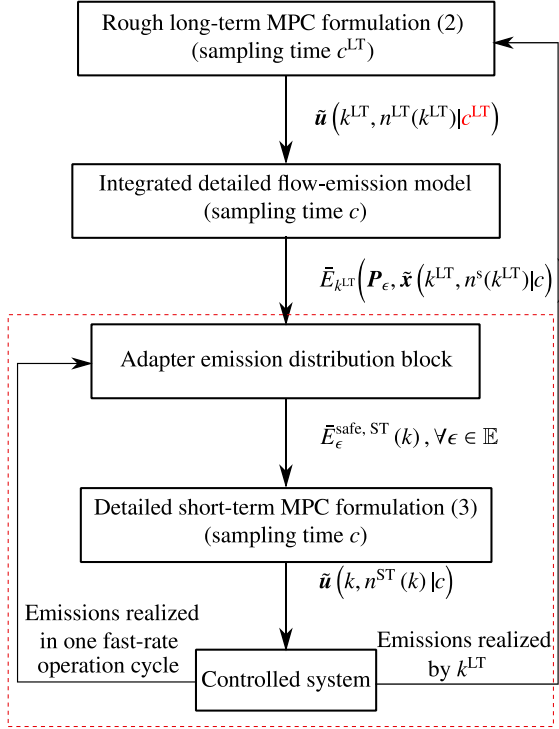 Rough long-term MPC formulation (2)
(sampling time c^LT)
ũ(k^LT, n^LT(k^LT)|c^LT)
Integrated detailed flow-emission model
(sampling time c)
Ē_{k^LT}(P_ϵ, x̃(k^LT, n^s(k^LT)|c)
Adapter emission distribution block
Ē_ϵ^{safe, ST}(k), ∀ϵ ∈ 𝔼
Detailed short-term MPC formulation (3)
(sampling time c)
ũ(k, n^ST(k)|c)
Emissions realized
in one fast-rate
operation cycle
Controlled system
Emissions realized
by k^LT